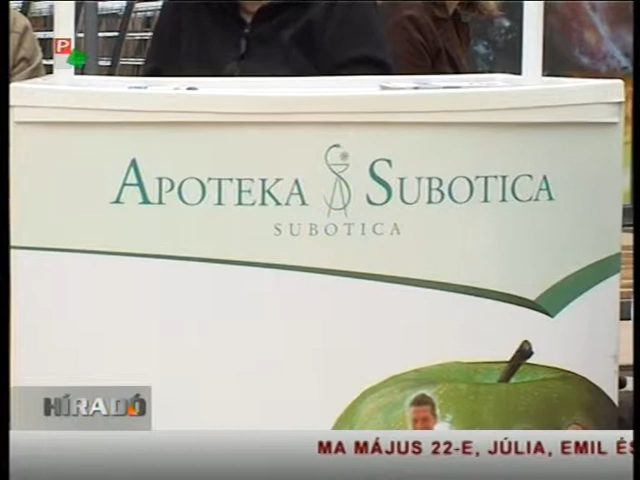 P
APOTEKA SUBOTICA
SUBOTICA
HÍRADÓ
MA MÁJUS 22-E, JÚLIA, EMIL ÉS